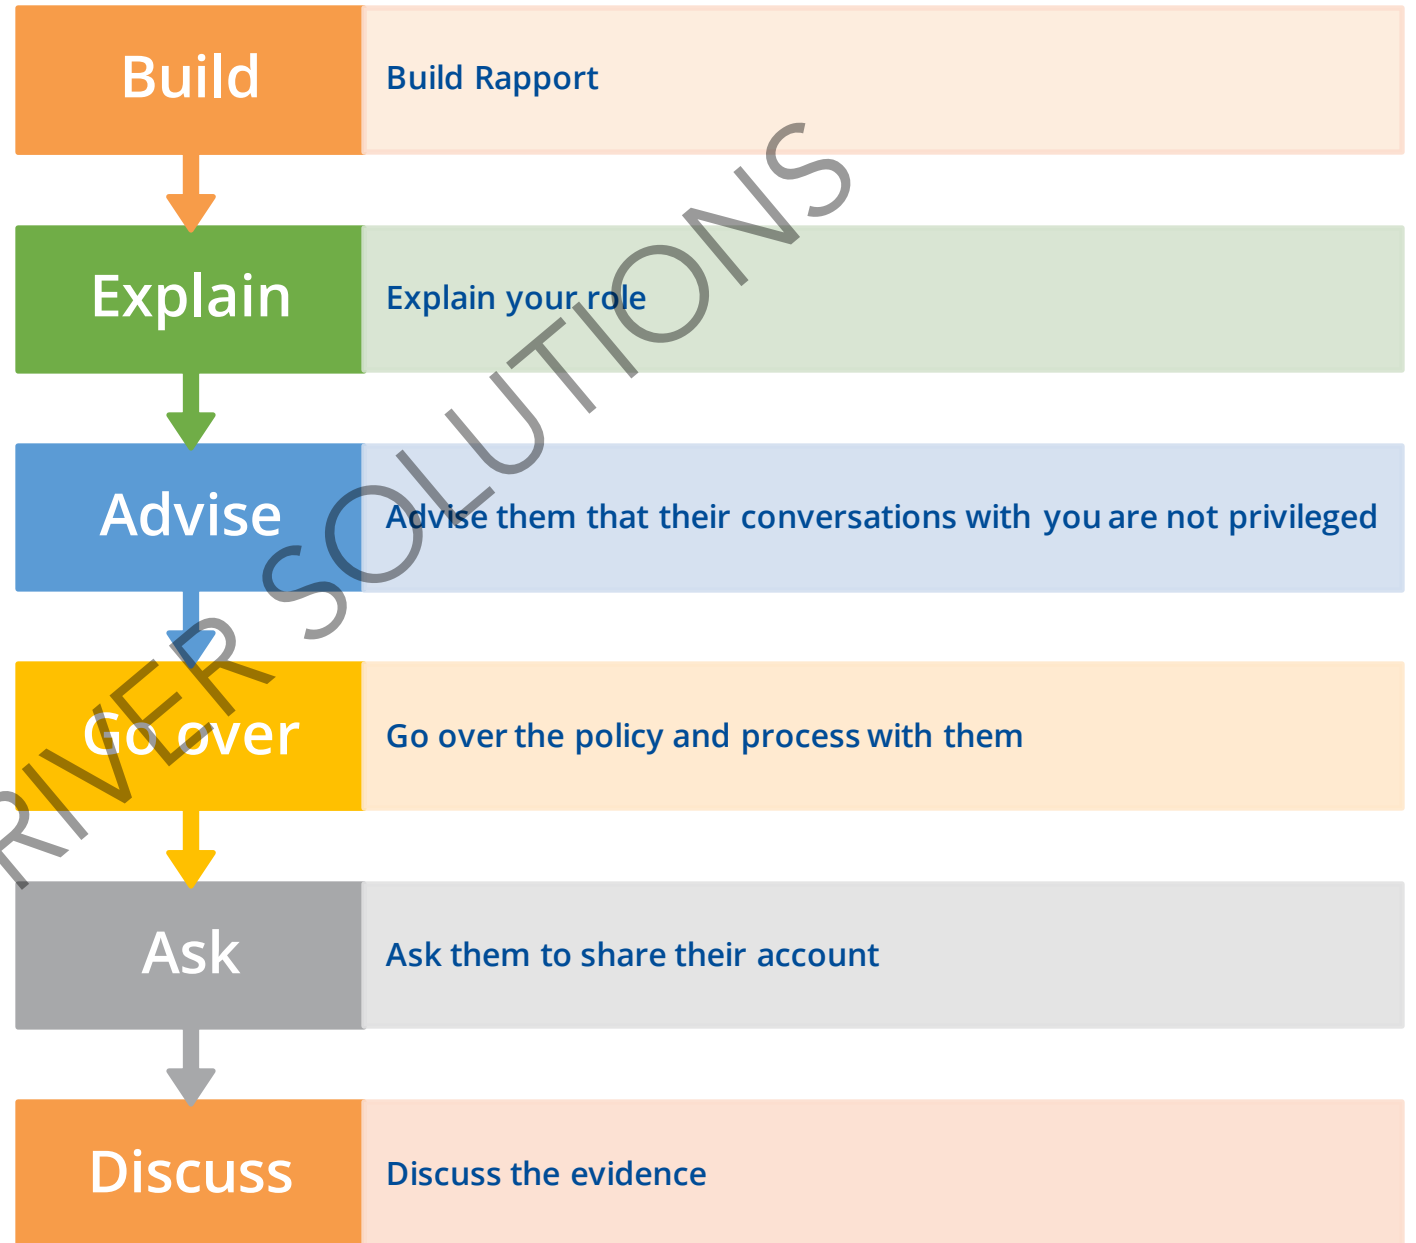 Build
Build Rapport
Explain
Explain your role
Advise
Advise them that their conversations with you are not privileged
Go over
Go over the policy and process with them
Ask
Ask them to share their account
Discuss
Discuss the evidence
RIVER SOLUTIONS